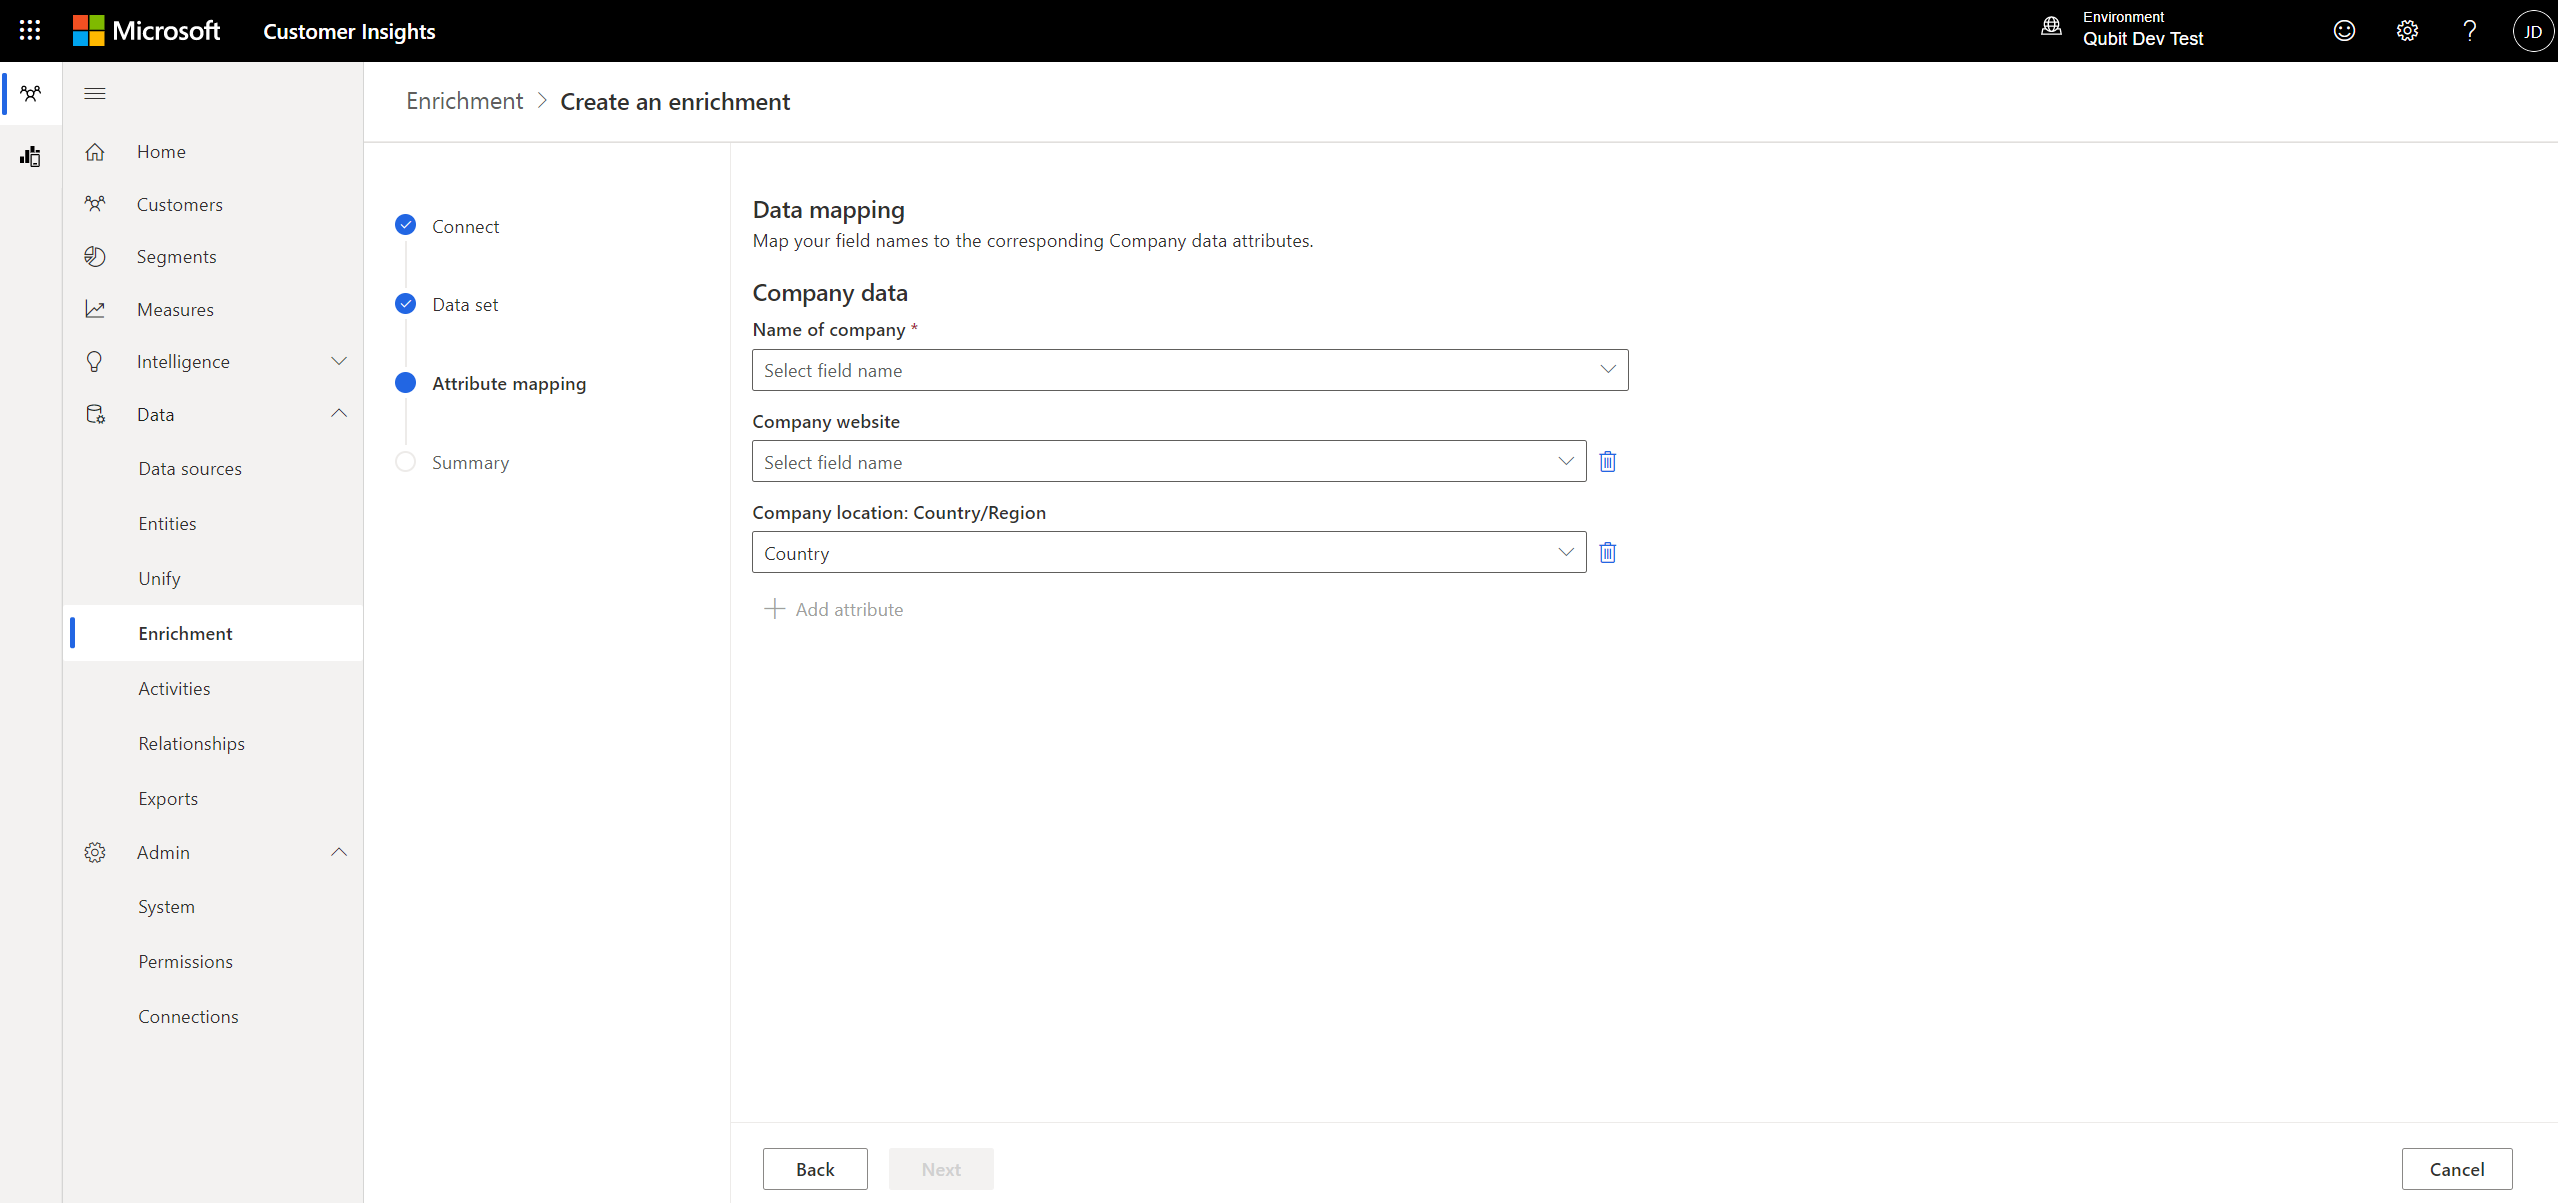 Microsoft
Customer Insights
Environment
Qubit Dev Test
JD
Home
Customers
Segments
Measures
Intelligence
Data
Data sources
Entities
Unify
Enrichment
Activities
Relationships
Exports
Admin
System
Permissions
Connections
Enrichment > Create an enrichment
Connect
Data set
Attribute mapping
Summary
Data mapping
Map your field names to the corresponding Company data attributes.
Company data
Name of company *
Select field name
Company website
Select field name
Company location: Country/Region
Country
Add attribute
Back
Next
Cancel